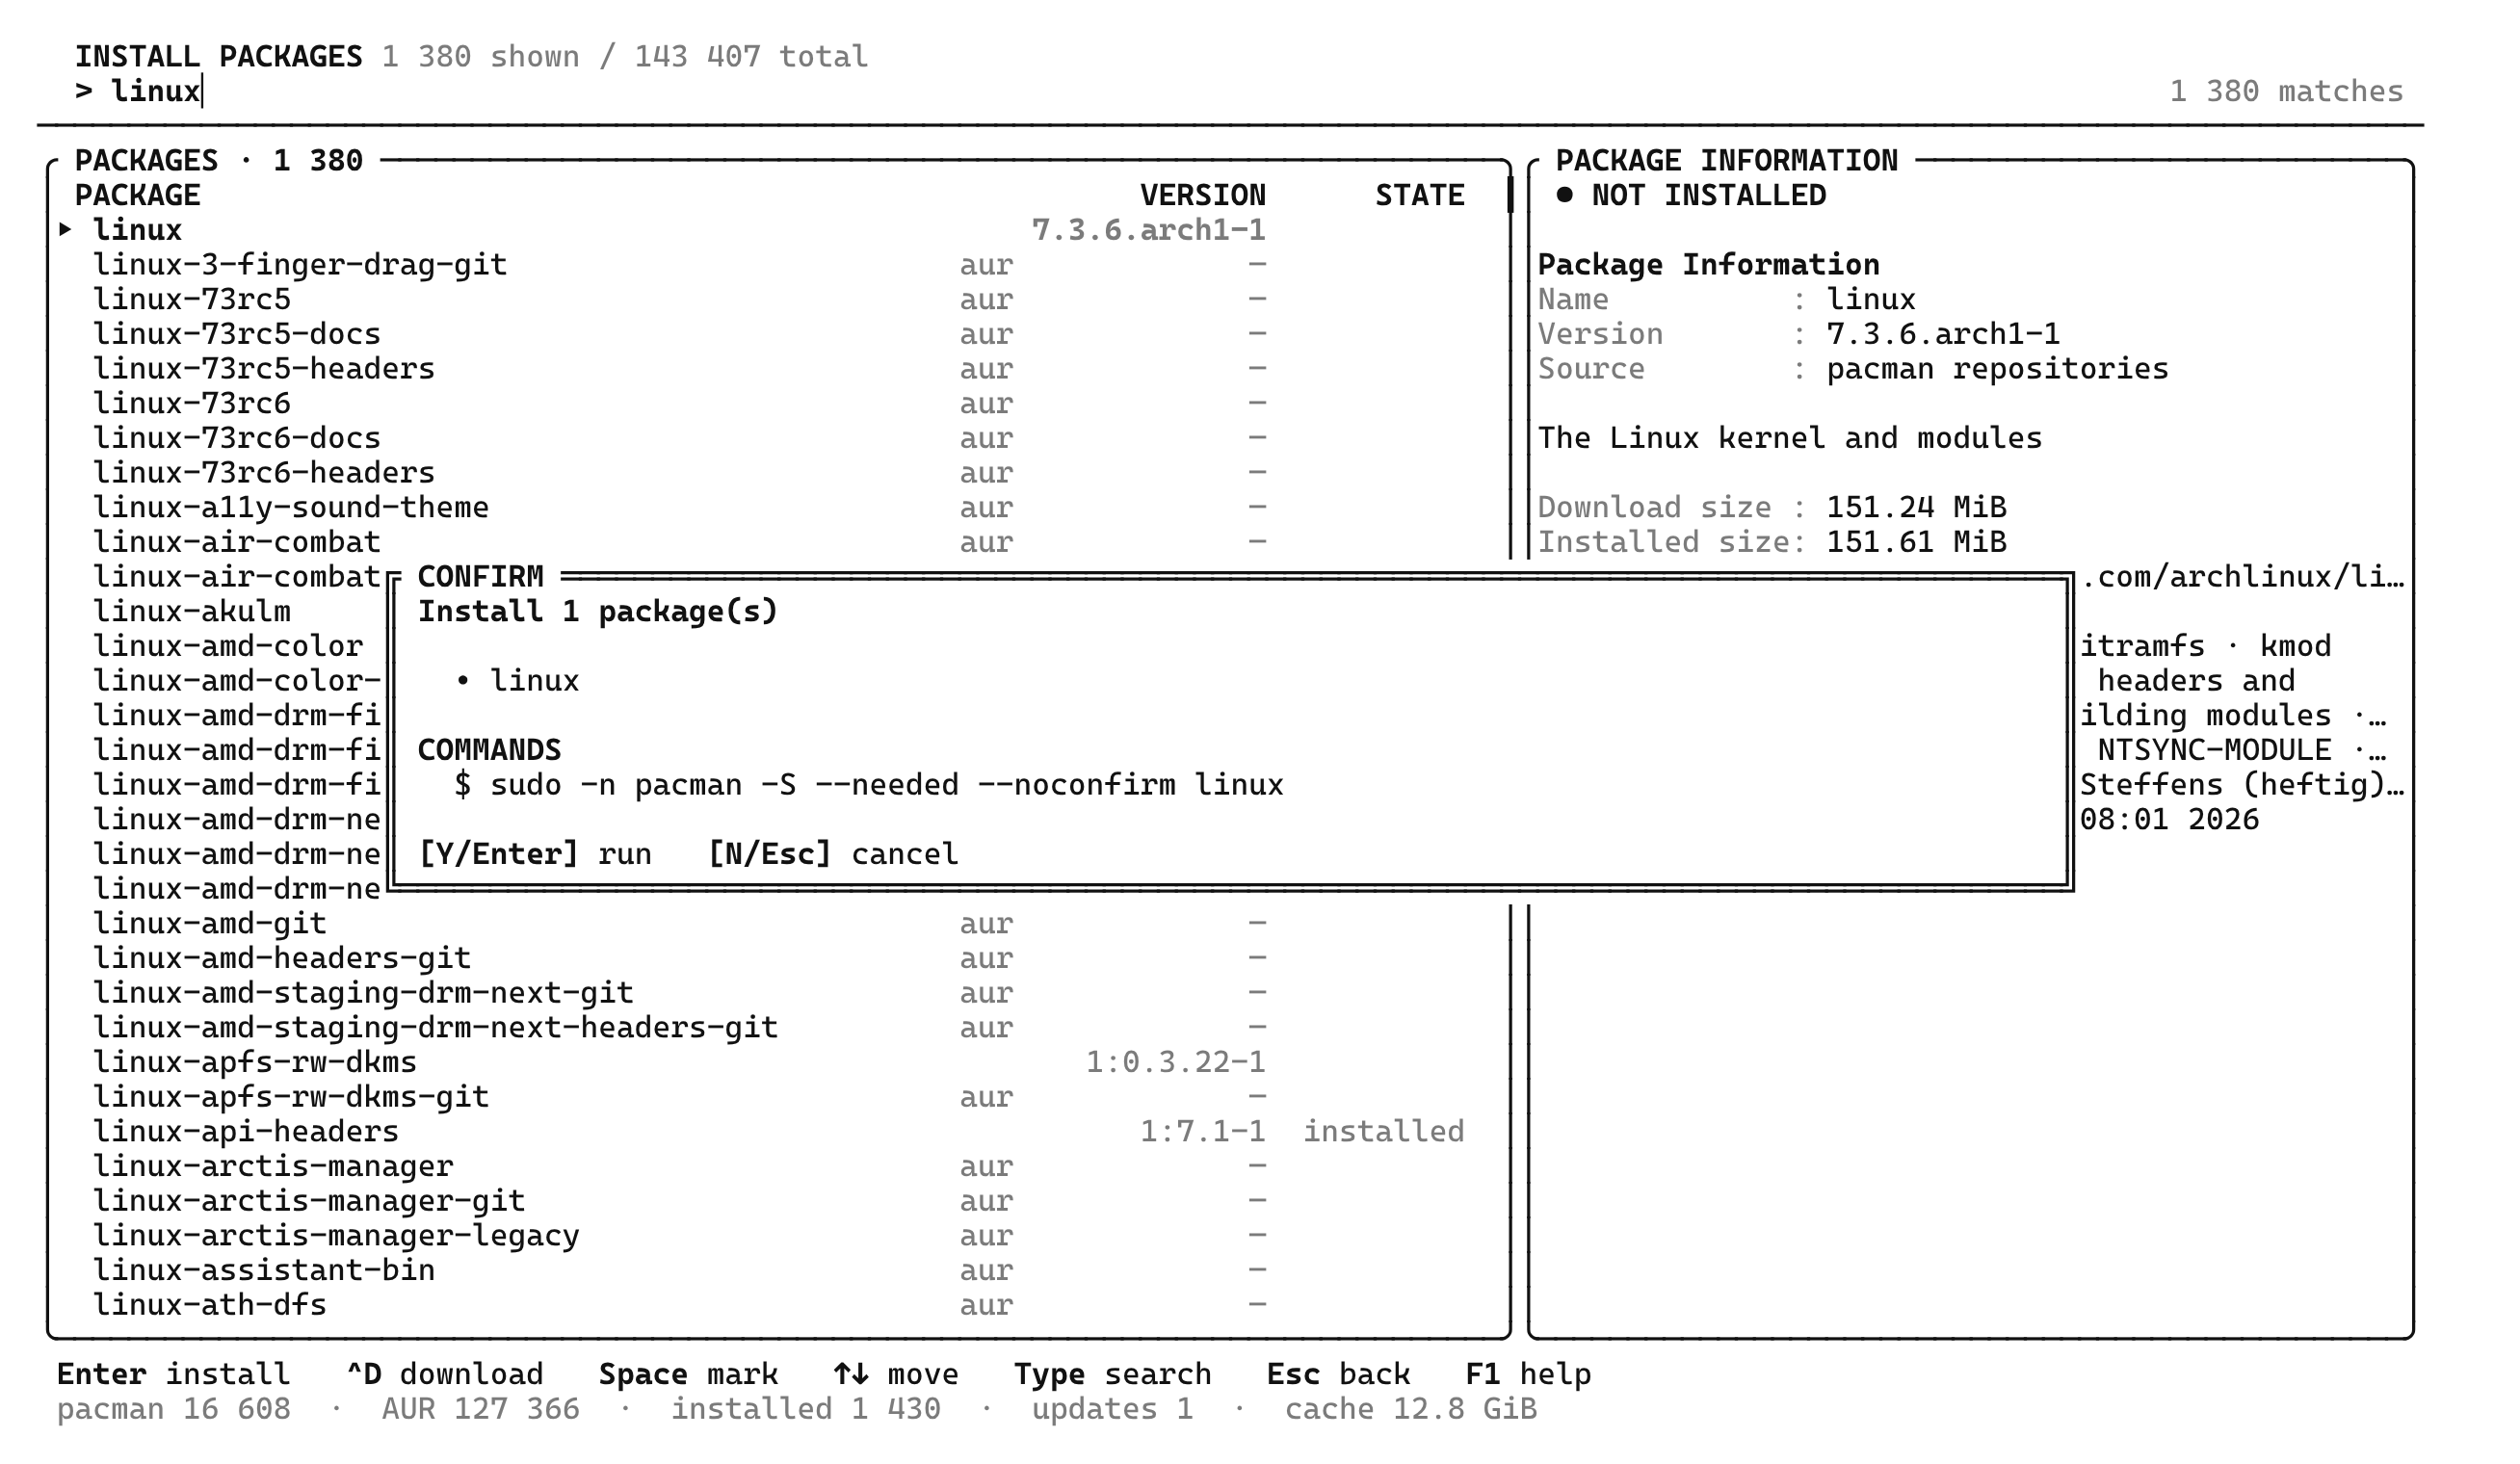 INSTALL PACKAGES 1 380 shown / 143 407 total
> linux
1 380 matches
PACKAGES · 1 380
PACKAGE VERSION STATE
▸ linux 7.3.6.arch1-1
linux-3-finger-drag-git aur —
linux-73rc5 aur —
linux-73rc5-docs aur —
linux-73rc5-headers aur —
linux-73rc6 aur —
linux-73rc6-docs aur —
linux-73rc6-headers aur —
linux-a11y-sound-theme aur —
linux-air-combat aur —
linux-air-combat
linux-akulm
linux-amd-color
linux-amd-color-
linux-amd-drm-fi
linux-amd-drm-fi
linux-amd-drm-fi
linux-amd-drm-ne
linux-amd-drm-ne
linux-amd-drm-ne
linux-amd-git aur —
linux-amd-headers-git aur —
linux-amd-staging-drm-next-git aur —
linux-amd-staging-drm-next-headers-git aur —
linux-apfs-rw-dkms 1:0.3.22-1
linux-apfs-rw-dkms-git aur —
linux-api-headers 1:7.1-1 installed
linux-arctis-manager aur —
linux-arctis-manager-git aur —
linux-arctis-manager-legacy aur —
linux-assistant-bin aur —
linux-ath-dfs aur —
PACKAGE INFORMATION
● NOT INSTALLED
Package Information
Name : linux
Version : 7.3.6.arch1-1
Source : pacman repositories
The Linux kernel and modules
Download size : 151.24 MiB
Installed size: 151.61 MiB
.com/archlinux/li…
itramfs · kmod
headers and
ilding modules ·…
NTSYNC-MODULE ·…
Steffens (heftig)…
08:01 2026
CONFIRM
Install 1 package(s)
• linux
COMMANDS
$ sudo -n pacman -S --needed --noconfirm linux
[Y/Enter] run [N/Esc] cancel
Enter install ^D download Space mark ↑↓ move Type search Esc back F1 help
pacman 16 608 · AUR 127 366 · installed 1 430 · updates 1 · cache 12.8 GiB